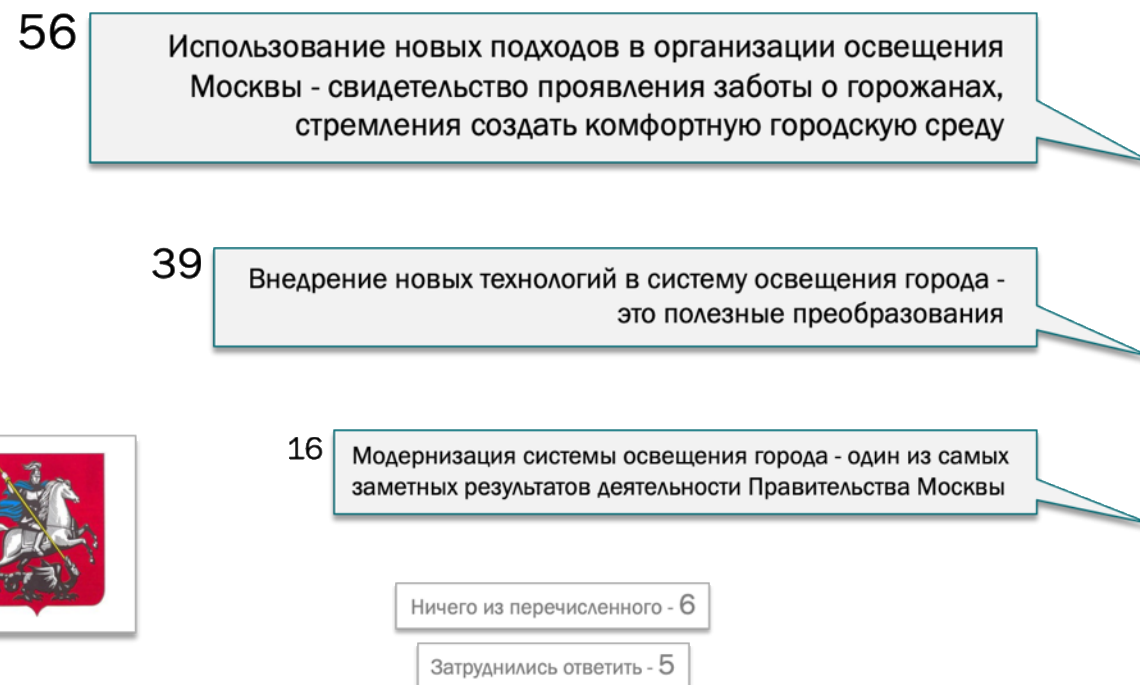 56
Использование новых подходов в организации освещения
Москвы - свидетельство проявления заботы о горожанах,
стремления создать комфортную городскую среду
39
Внедрение новых технологий в систему освещения города -
это полезные преобразования
16
Модернизация системы освещения города - один из самых
заметных результатов деятельности Правительства Москвы
Ничего из перечисленного - 6
Затруднились ответить - 5